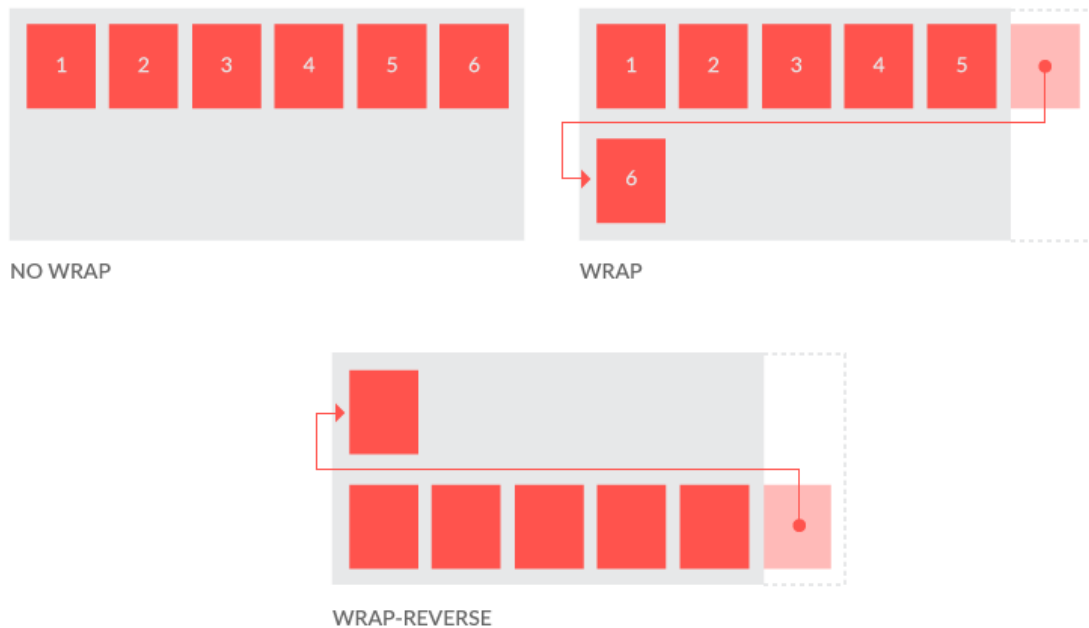 1 2 3 4 5 6
1 2 3 4 5
6
NO WRAP
WRAP
WRAP-REVERSE